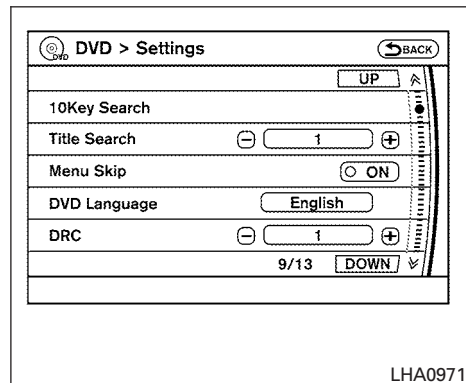 DVD DVD > Settings BACK
UP
10Key Search
Title Search − 1 +
Menu Skip ON
DVD Language English
DRC − 1 +
9/13 DOWN
LHA0971